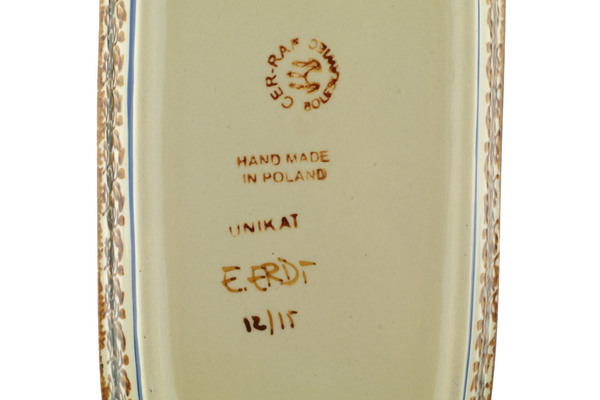 CER-RAF BOLESŁAWIEC
HAND MADE
IN POLAND
UNIKAT
E. ERDT
12/15